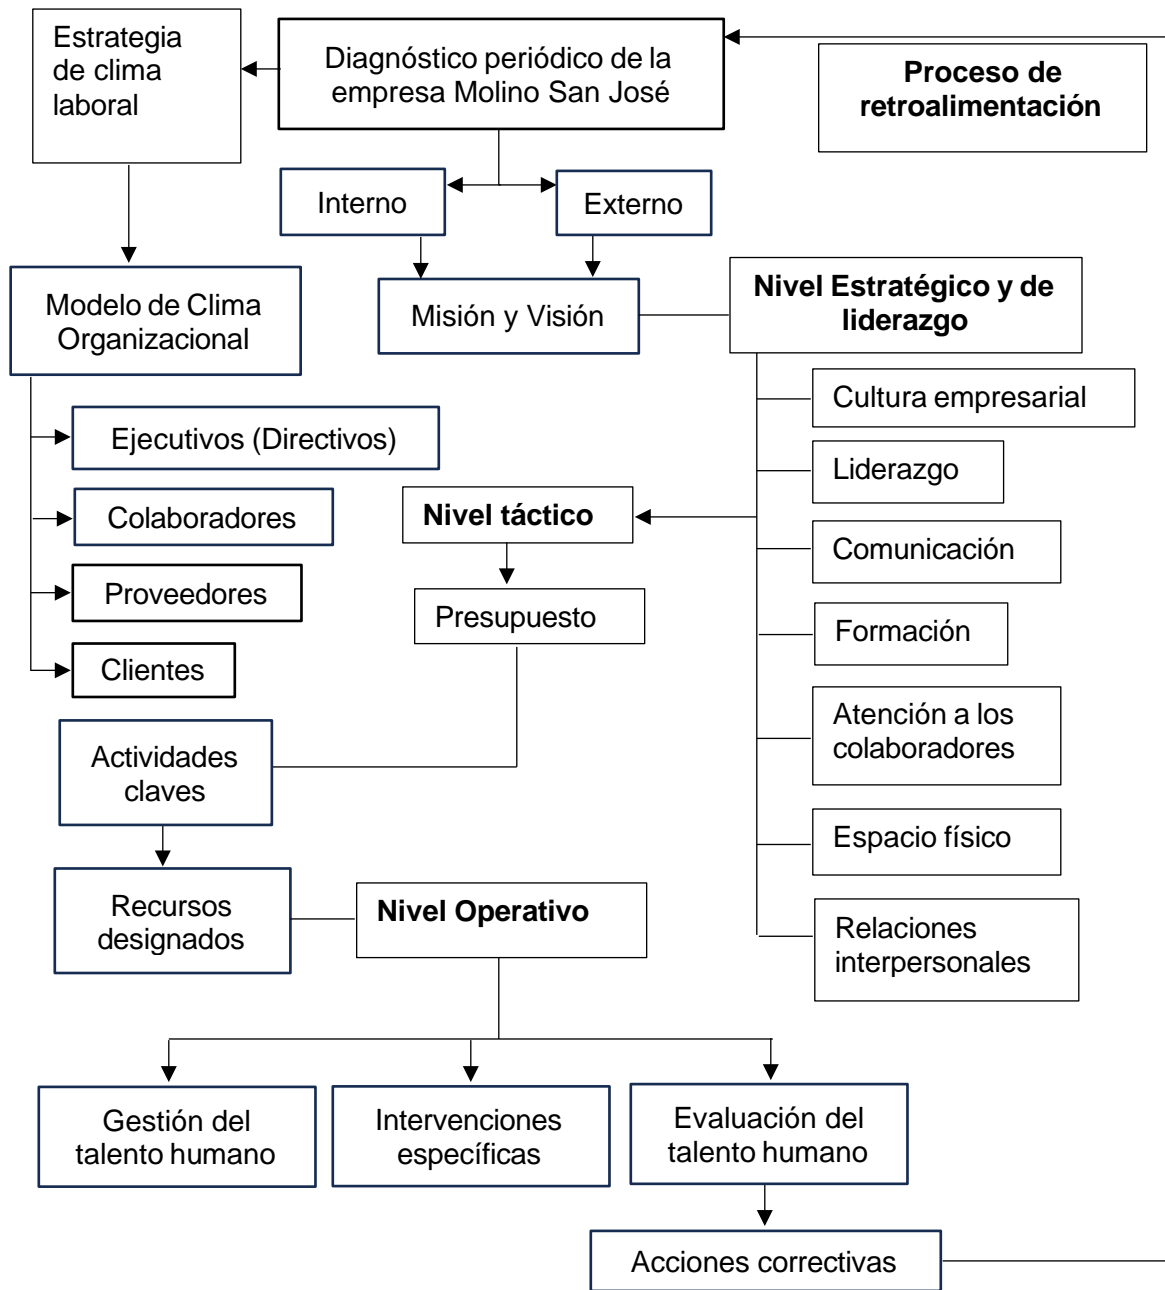 Estrategia
de clima
laboral
Diagnóstico periódico de la
empresa Molino San José
Proceso de
retroalimentación
Interno
Externo
Modelo de Clima
Organizacional
Misión y Visión
Nivel Estratégico y de
liderazgo
Cultura empresarial
Ejecutivos (Directivos)
Liderazgo
Colaboradores
Nivel táctico
Comunicación
Proveedores
Presupuesto
Formación
Clientes
Atención a los
colaboradores
Actividades
claves
Espacio físico
Recursos
designados
Nivel Operativo
Relaciones
interpersonales
Gestión del
talento humano
Intervenciones
específicas
Evaluación del
talento humano
Acciones correctivas